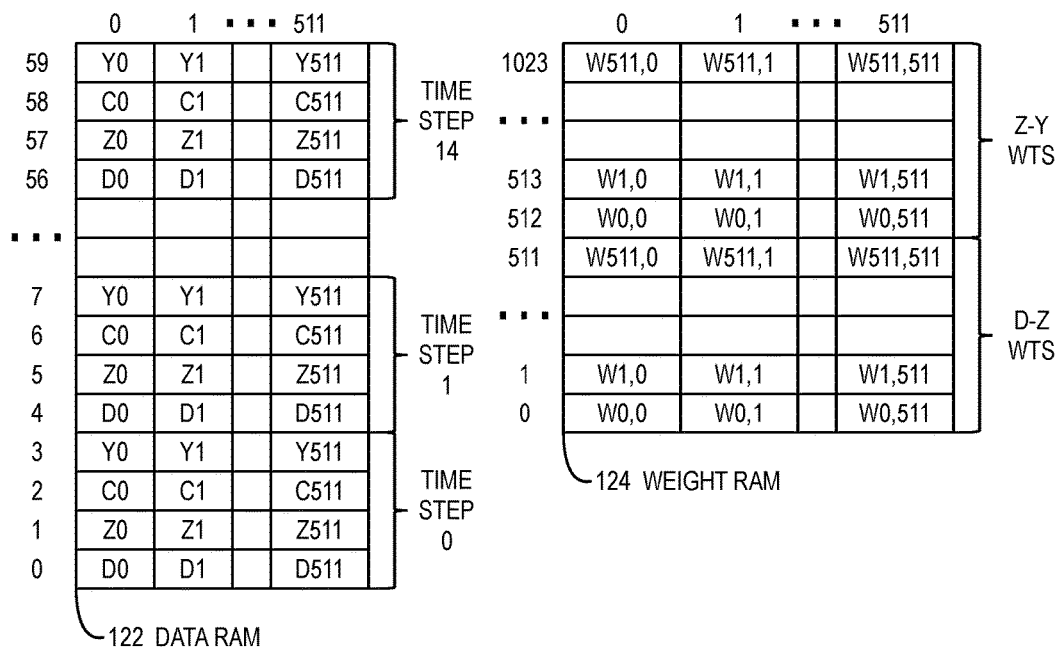 0 1 ▪ ▪ ▪ 511
59 Y0 Y1 Y511
58 C0 C1 C511
57 Z0 Z1 Z511
56 D0 D1 D511
TIME
STEP
14
▪ ▪ ▪
7 Y0 Y1 Y511
6 C0 C1 C511
5 Z0 Z1 Z511
4 D0 D1 D511
TIME
STEP
1
3 Y0 Y1 Y511
2 C0 C1 C511
1 Z0 Z1 Z511
0 D0 D1 D511
TIME
STEP
0
122 DATA RAM
0 1 ▪ ▪ ▪ 511
1023 W511,0 W511,1 W511,511
▪ ▪ ▪
513 W1,0 W1,1 W1,511
512 W0,0 W0,1 W0,511
Z-Y
WTS
511 W511,0 W511,1 W511,511
▪ ▪ ▪
1 W1,0 W1,1 W1,511
0 W0,0 W0,1 W0,511
D-Z
WTS
124 WEIGHT RAM